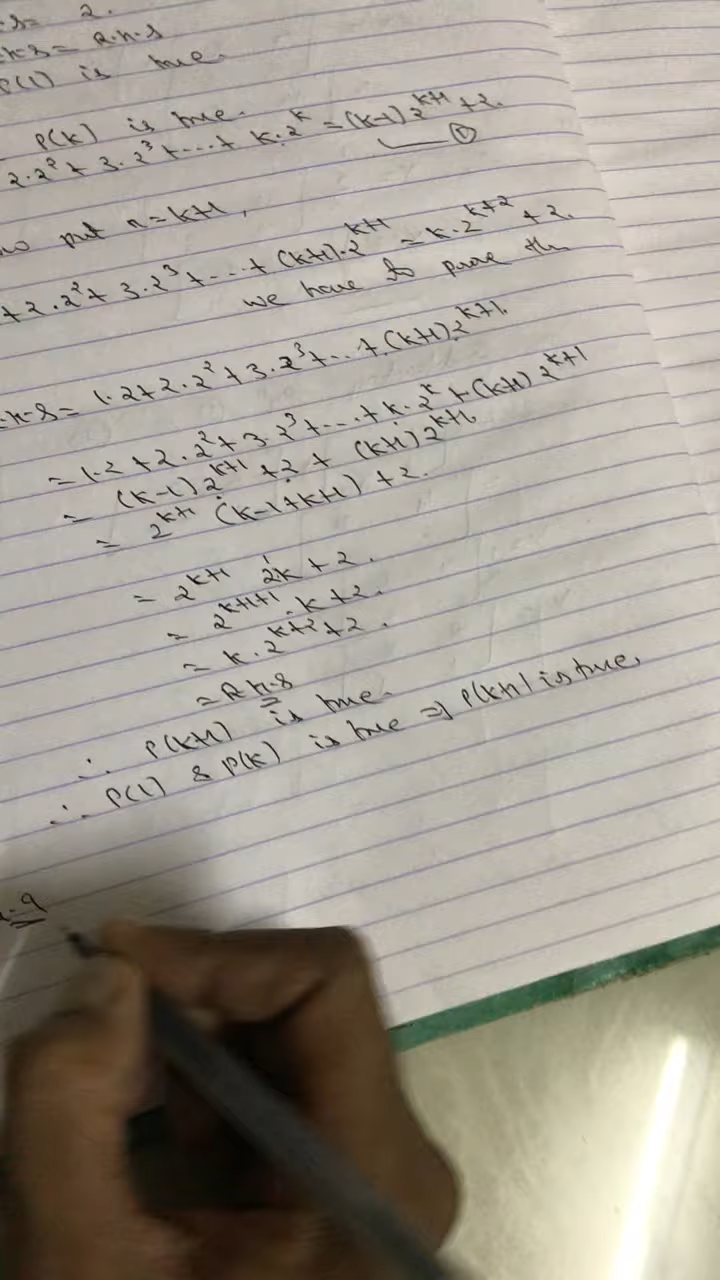 .S = 2.
.H.S = R.H.S
P(1) is true.
P(k) is true.
2.2² + 3.2³ + .... + k.2^k = (k-1) 2^(k+1) + 2.
①
put n = k+1,
+ 2.2² + 3.2³ + .... + (k+1).2^(k+1) = k.2^(k+2) + 2.
we have to prove
.H.S = 1.2 + 2.2² + 3.2³ + ... + (k+1) 2^(k+1).
= 1.2 + 2.2² + 3.2³ + .... + k.2^k + (k+1) 2^(k+1)
= (k-1) 2^(k+1) + 2 + (k+1) 2^(k+1).
= 2^(k+1) (k-1+k+1) + 2.
= 2^(k+1) 2k + 2.
= 2^(k+1+1) . k + 2.
= k.2^(k+2) + 2.
= R.H.S
∴ P(k+1) is true.
∴ P(1) & P(k) is true ⇒ P(k+1) is true.
.9